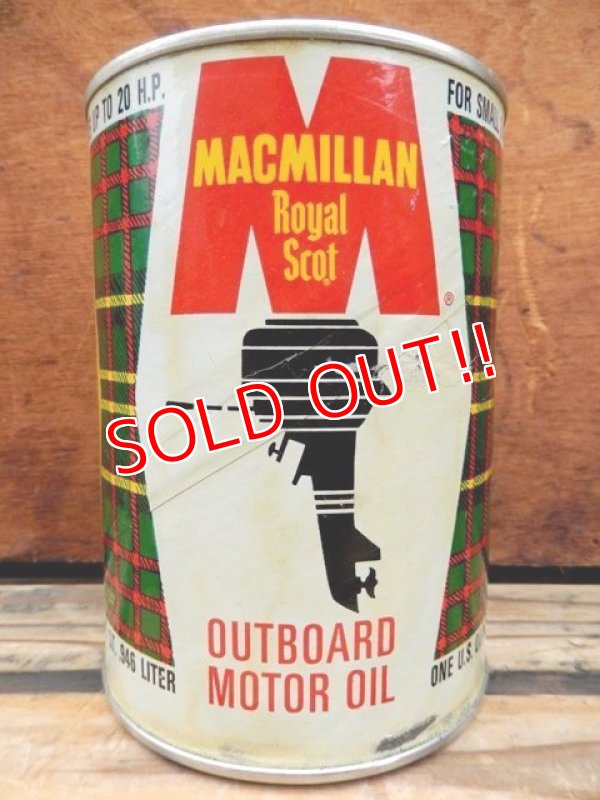 UP TO 20 H.P.
FOR SMALL
M
MACMILLAN
Royal
Scot
®
SOLD OUT!!
OUTBOARD
MOTOR OIL
.946 LITER
ONE U.S.